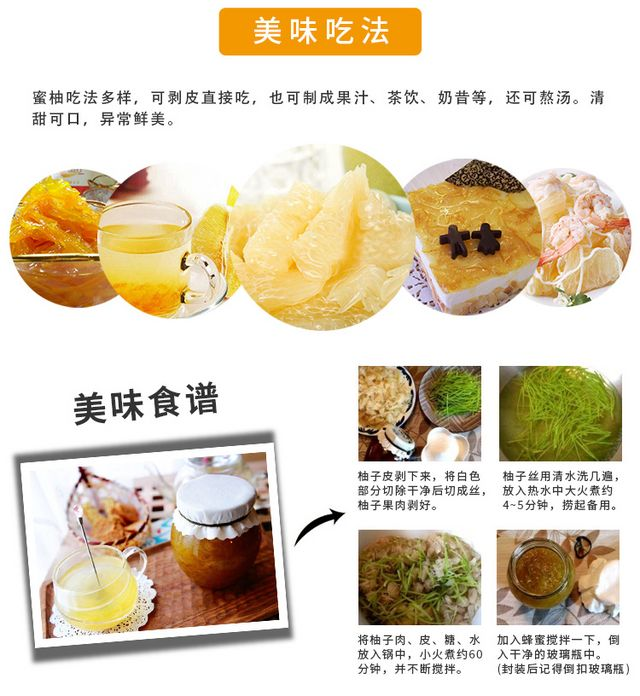 美味吃法
蜜柚吃法多样，可剥皮直接吃，也可制成果汁、茶饮、奶昔等，还可熬汤。清
甜可口，异常鲜美。
美味食谱
柚子皮剥下来，将白色
部分切除干净后切成丝，
柚子果肉剥好。
柚子丝用清水洗几遍，
放入热水中大火煮约
4~5分钟，捞起备用。
将柚子肉、皮、糖、水
放入锅中，小火煮约60
分钟，并不断搅拌。
加入蜂蜜搅拌一下，倒
入干净的玻璃瓶中。
(封装后记得倒扣玻璃瓶)